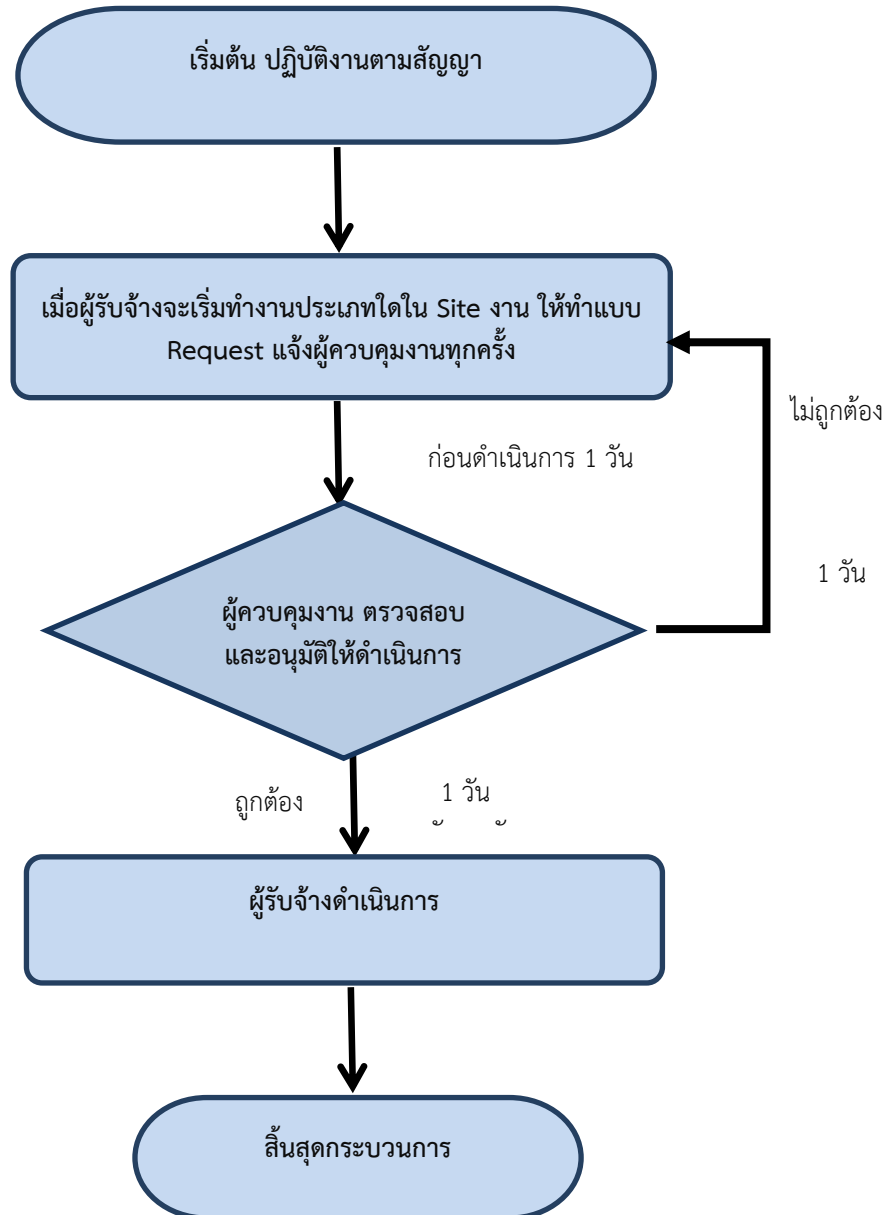 เริ่มต้น ปฏิบัติงานตามสัญญา
เมื่อผู้รับจ้างจะเริ่มทำงานประเภทใดใน Site งาน ให้ทำแบบ
Request แจ้งผู้ควบคุมงานทุกครั้ง
ไม่ถูกต้อง
ก่อนดำเนินการ 1 วัน
1 วัน
ผู้ควบคุมงาน ตรวจสอบ
และอนุมัติให้ดำเนินการ
ถูกต้อง
1 วัน
ผู้รับจ้างดำเนินการ
สิ้นสุดกระบวนการ